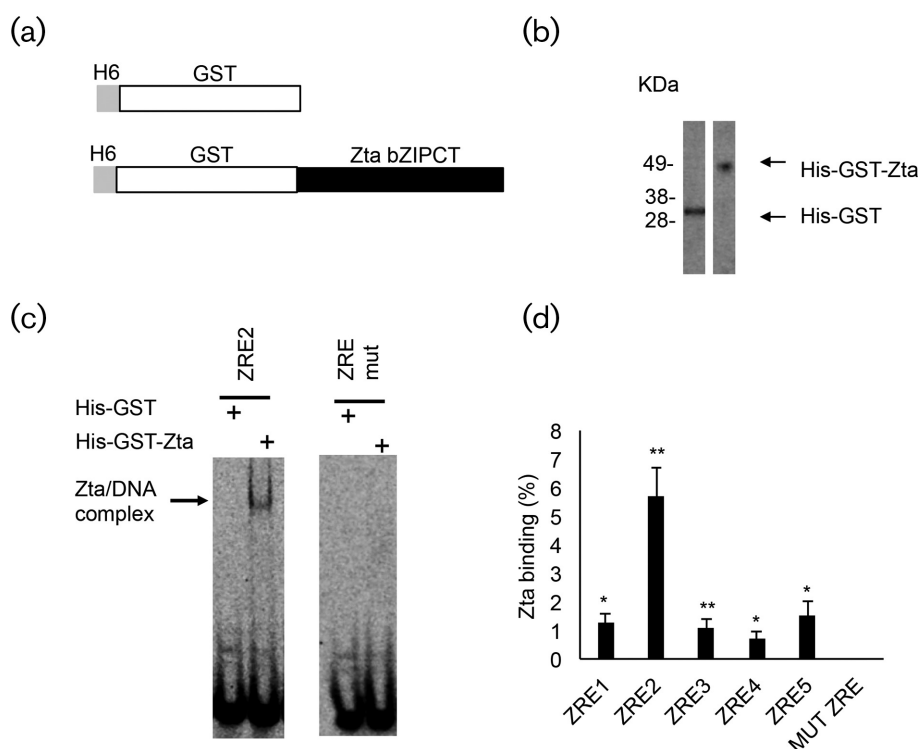 (a)
H6 GST
H6 GST Zta bZIPCT
(b)
KDa
49-
38-
28-
His-GST-Zta
His-GST
(c)
ZRE2
ZRE
mut
His-GST + +
His-GST-Zta + +
Zta/DNA
complex
(d)
Zta binding (%)
8
7
6
5
4
3
2
1
0
* ** ** * *
ZRE1 ZRE2 ZRE3 ZRE4 ZRE5 MUT ZRE